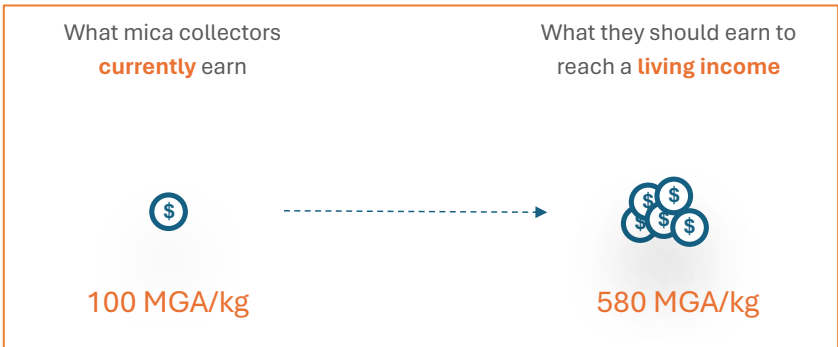 What mica collectors
currently earn
What they should earn to
reach a living income
$
$
$
$
$
$
100 MGA/kg
580 MGA/kg